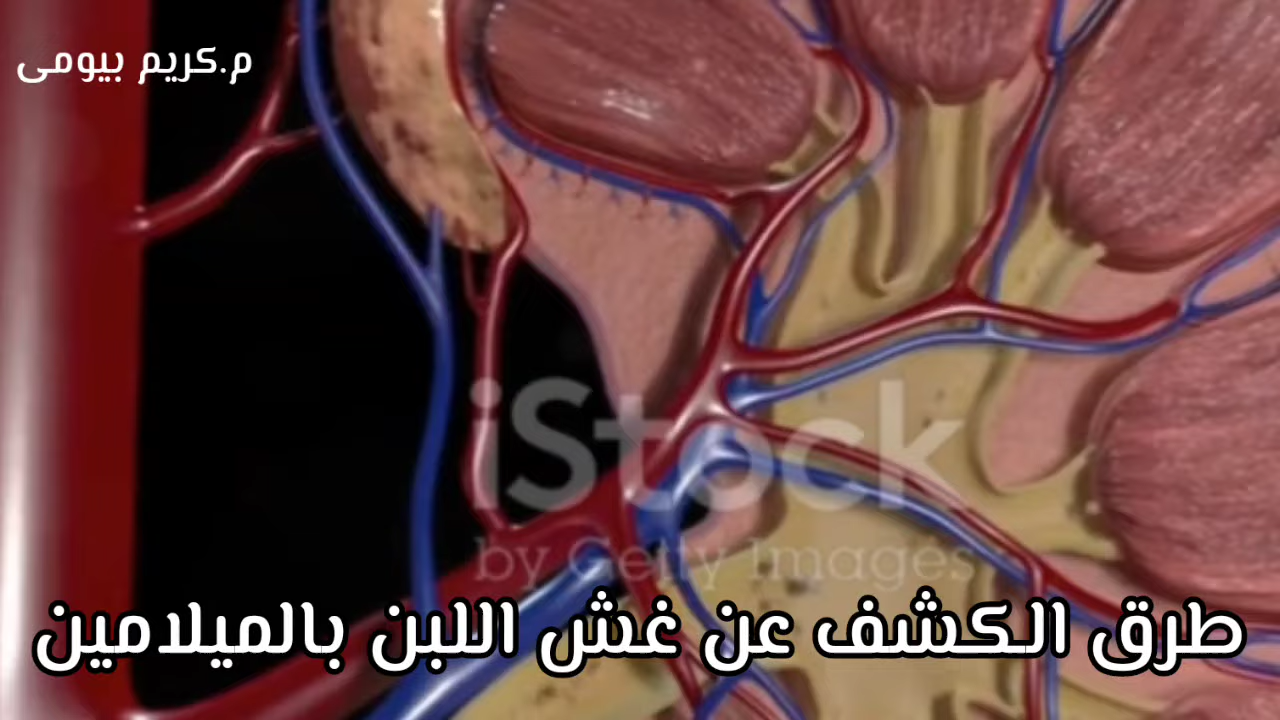 م.كريم بيومى
iStock
by Getty Images
طرق الكشف عن غش اللبن بالميلامين